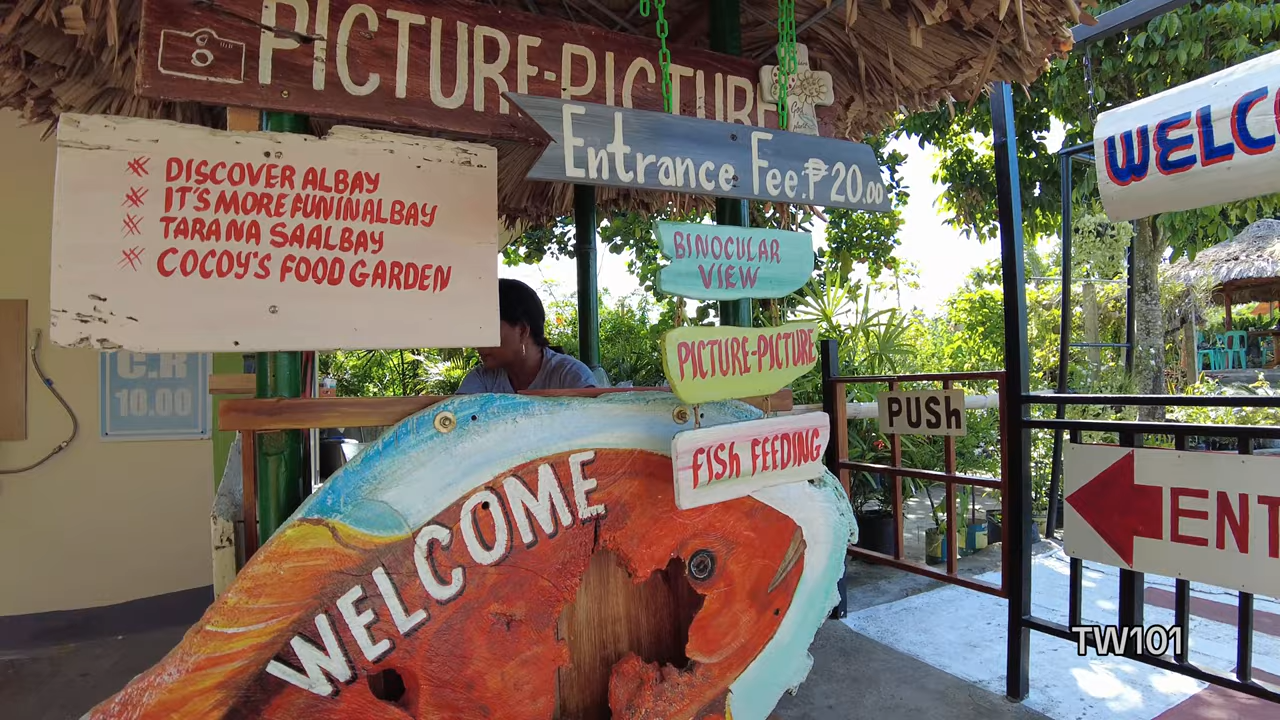 PICTURE-PICTURE
Entrance Fee.₱20.00
DISCOVER ALBAY
IT'S MORE FUN IN ALBAY
TARA NA SA ALBAY
COCOY'S FOOD GARDEN
BINOCULAR
VIEW
PICTURE-PICTURE
FISh FEEDING
C.R
10.00
WELCOME
WELCO
PUSh
ENT
TW101